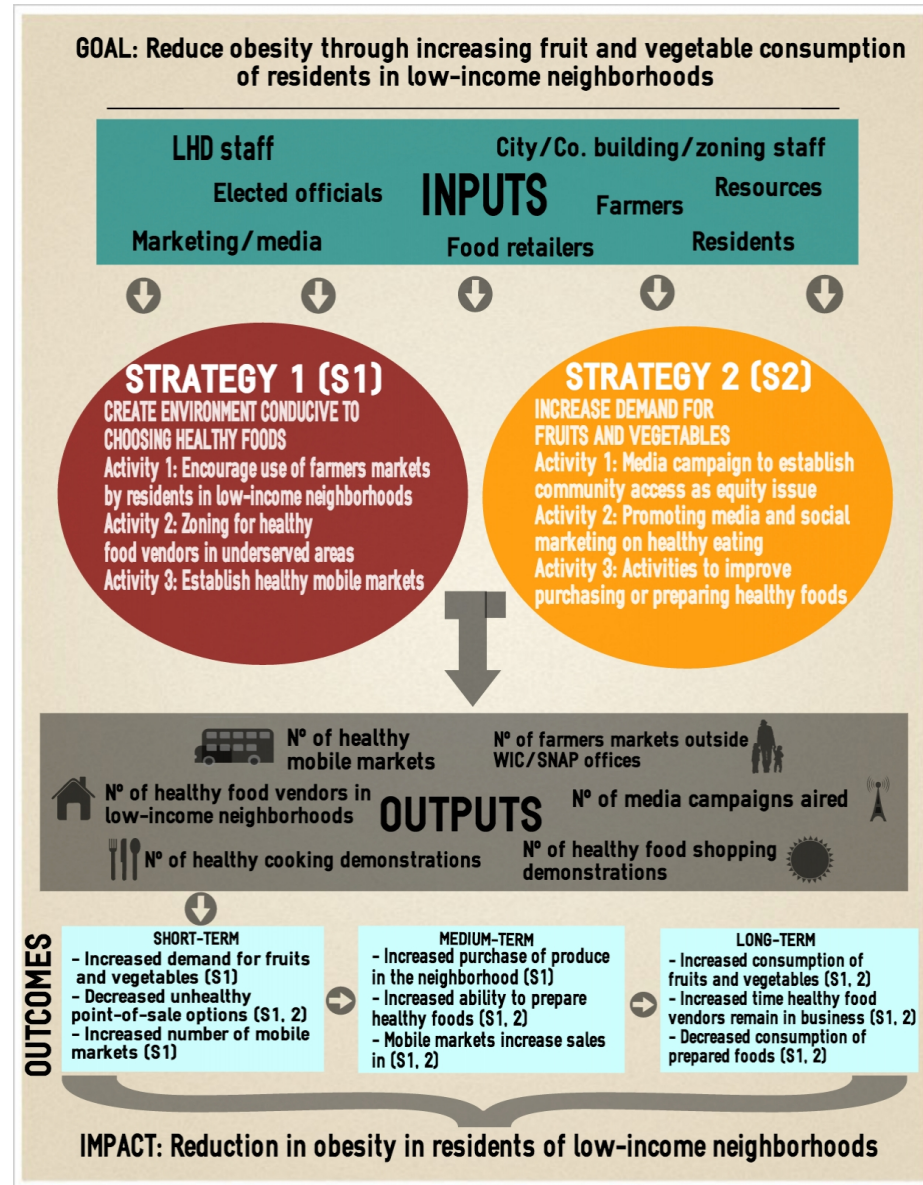 GOAL: Reduce obesity through increasing fruit and vegetable consumption
of residents in low-income neighborhoods
LHD staff
City/Co. building/zoning staff
Elected officials
INPUTS
Farmers
Resources
Marketing/media
Food retailers
Residents
STRATEGY 1 (S1)
CREATE ENVIRONMENT CONDUCIVE TO
CHOOSING HEALTHY FOODS
Activity 1: Encourage use of farmers markets
by residents in low-income neighborhoods
Activity 2: Zoning for healthy
food vendors in underserved areas
Activity 3: Establish healthy mobile markets
STRATEGY 2 (S2)
INCREASE DEMAND FOR
FRUITS AND VEGETABLES
Activity 1: Media campaign to establish
community access as equity issue
Activity 2: Promoting media and social
marketing on healthy eating
Activity 3: Activities to improve
purchasing or preparing healthy foods
Nº of healthy
mobile markets
Nº of farmers markets outside
WIC/SNAP offices
Nº of healthy food vendors in
low-income neighborhoods
OUTPUTS
Nº of media campaigns aired
Nº of healthy cooking demonstrations
Nº of healthy food shopping
demonstrations
OUTCOMES
SHORT-TERM
- Increased demand for fruits
and vegetables (S1)
- Decreased unhealthy
point-of-sale options (S1, 2)
- Increased number of mobile
markets (S1)
MEDIUM-TERM
- Increased purchase of produce
in the neighborhood (S1)
- Increased ability to prepare
healthy foods (S1, 2)
- Mobile markets increase sales
in (S1, 2)
LONG-TERM
- Increased consumption of
fruits and vegetables (S1, 2)
- Increased time healthy food
vendors remain in business (S1, 2)
- Decreased consumption of
prepared foods (S1, 2)
IMPACT: Reduction in obesity in residents of low-income neighborhoods